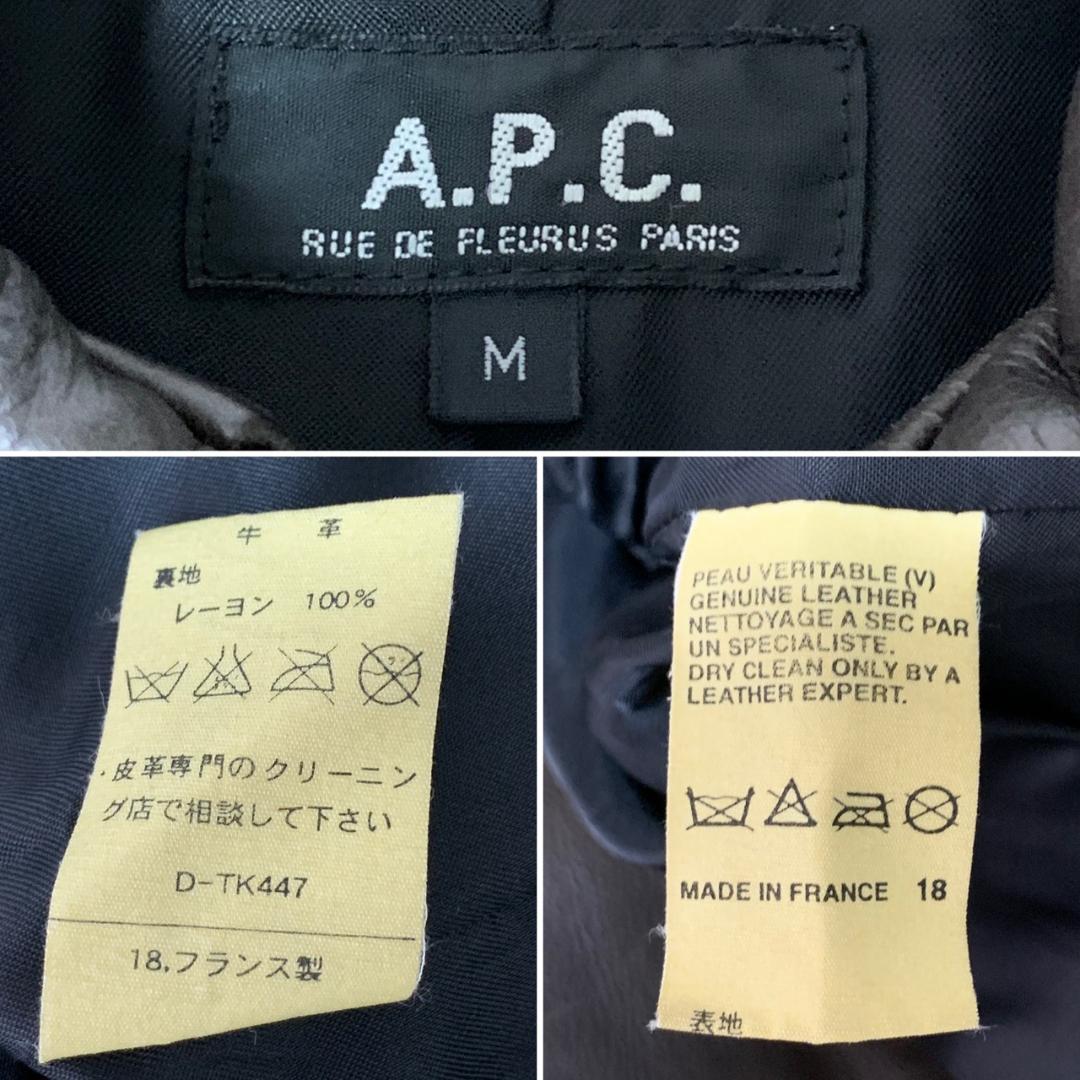 A.P.C.
RUE DE FLEURUS PARIS
M
牛 革
裏地
レーヨン 100%
・皮革専門のクリーニン
グ店で相談して下さい
D-TK447
18.フランス製
PEAU VERITABLE (V)
GENUINE LEATHER
NETTOYAGE A SEC PAR
UN SPECIALISTE.
DRY CLEAN ONLY BY A
LEATHER EXPERT.
MADE IN FRANCE 18
表地